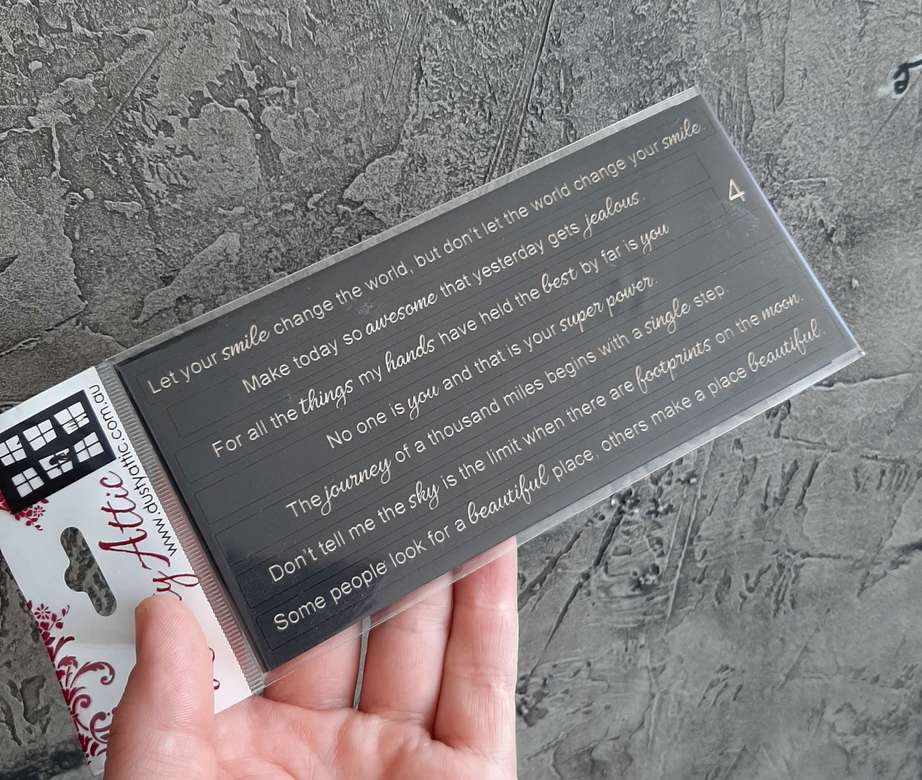 Let your smile change the world, but don't let the world change your smile.
4
Make today so awesome that yesterday gets jealous.
For all the things my hands have held the best by far is you
No one is you and that is your super power.
The journey of a thousand miles begins with a single step.
Don't tell me the sky is the limit when there are footprints on the moon.
Some people look for a beautiful place, others make a place beautiful.
www.dustyattic.com.au
y Attic